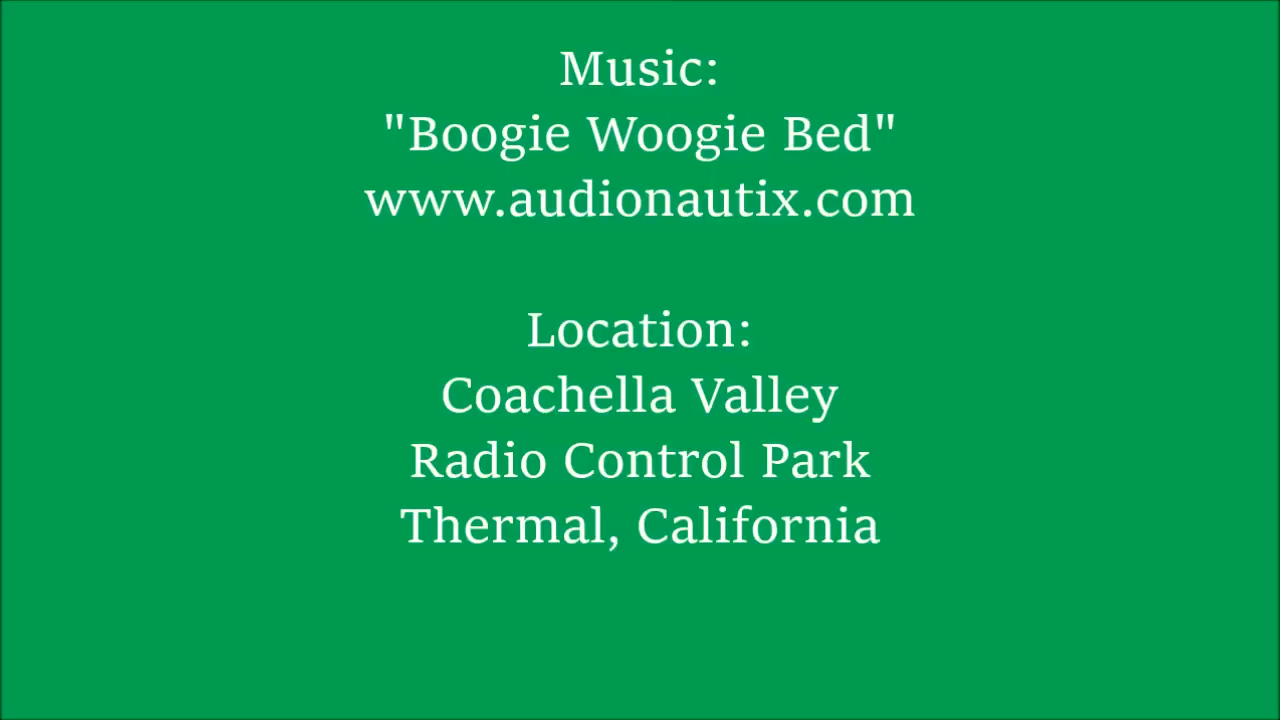 Music:
"Boogie Woogie Bed"
www.audionautix.com
Location:
Coachella Valley
Radio Control Park
Thermal, California